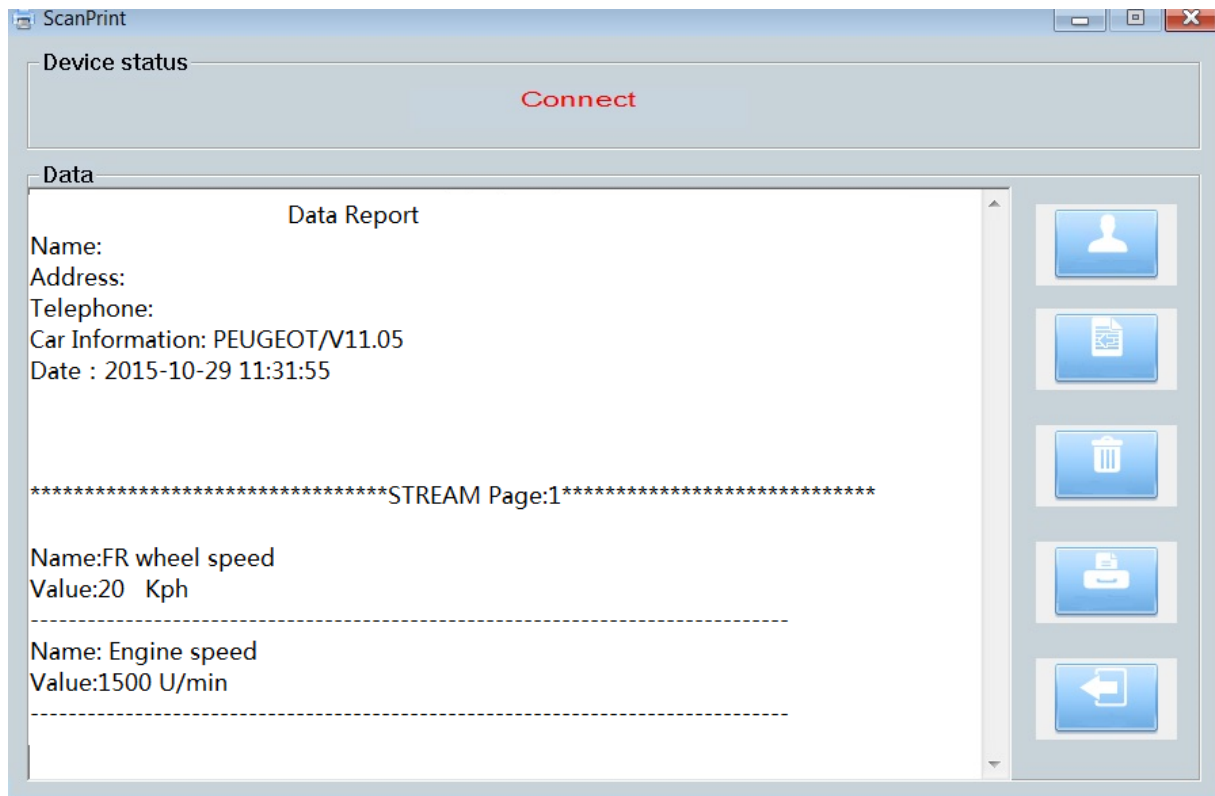 ScanPrint
Device status
Connect
Data
Data Report
Name:
Address:
Telephone:
Car Information: PEUGEOT/V11.05
Date : 2015-10-29 11:31:55
*********************************STREAM Page:1*****************************
Name:FR wheel speed
Value:20   Kph
--------------------------------------------------------------------------------
Name: Engine speed
Value:1500 U/min
--------------------------------------------------------------------------------